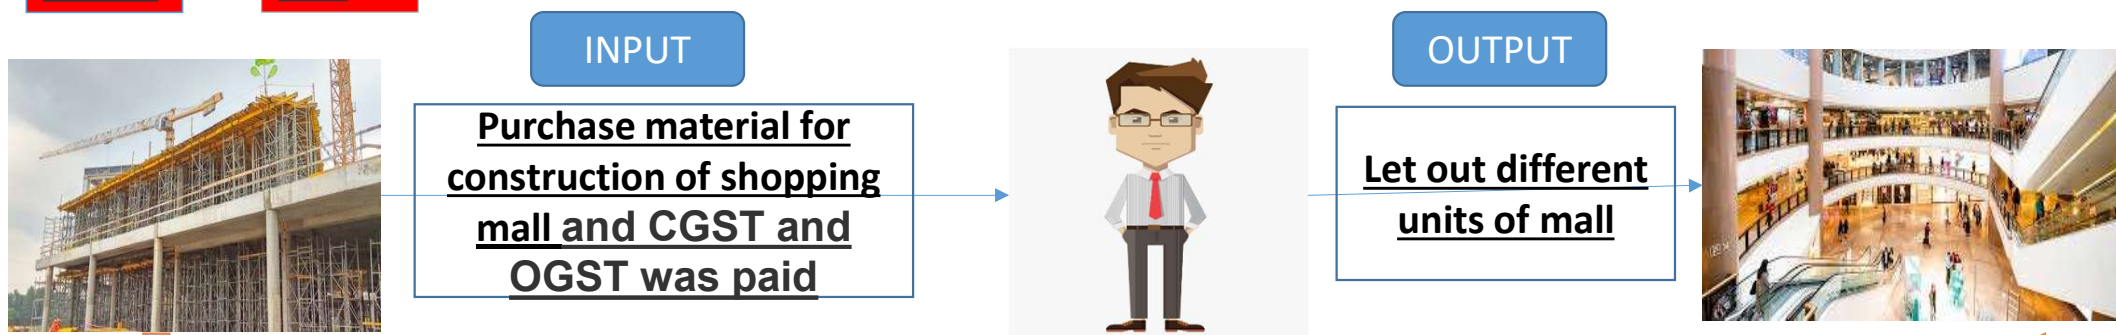 INPUT
Purchase material for
construction of shopping
mall and CGST and
OGST was paid
OUTPUT
Let out different
units of mall